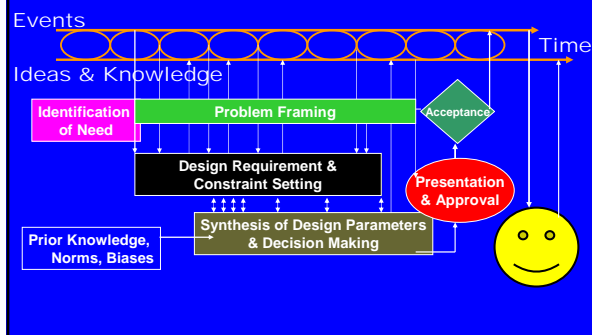 Events
Time
Ideas & Knowledge
Identification
of Need
Problem Framing
Acceptance
Design Requirement &
Constraint Setting
Presentation
& Approval
Synthesis of Design Parameters
& Decision Making
Prior Knowledge,
Norms, Biases